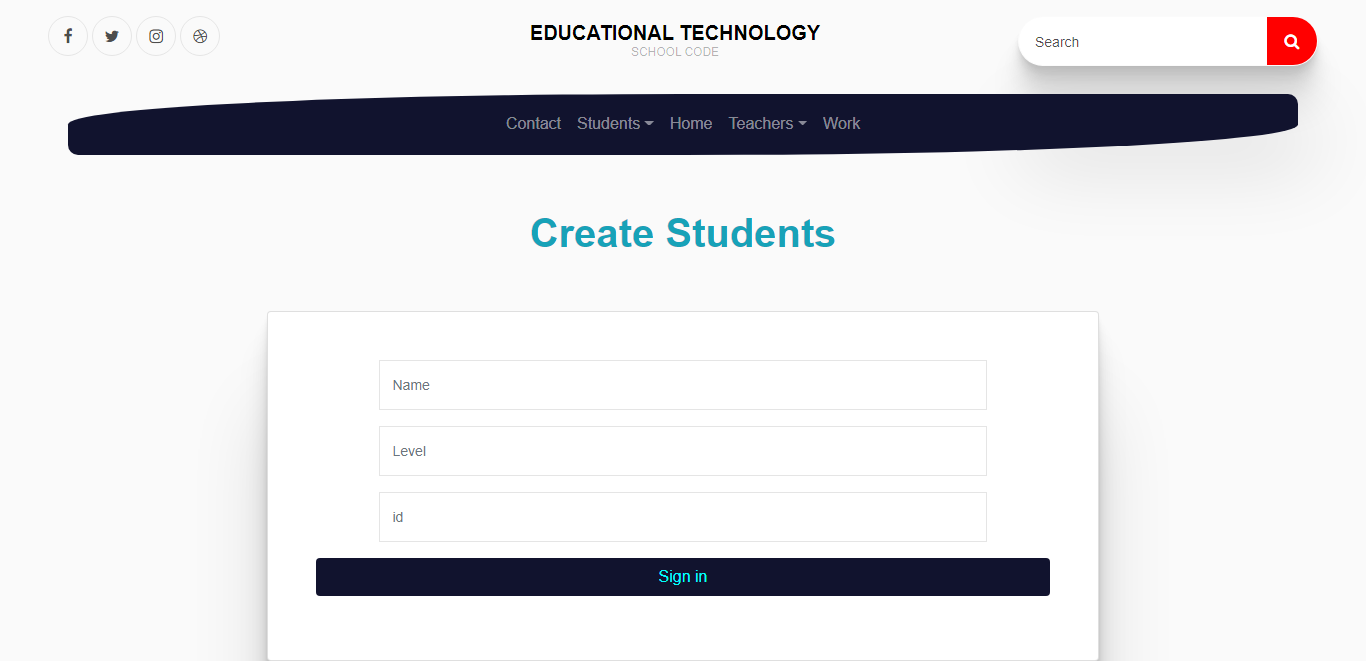 EDUCATIONAL TECHNOLOGY
SCHOOL CODE
Search
Contact Students Home Teachers Work
Create Students
Name
Level
id
Sign in